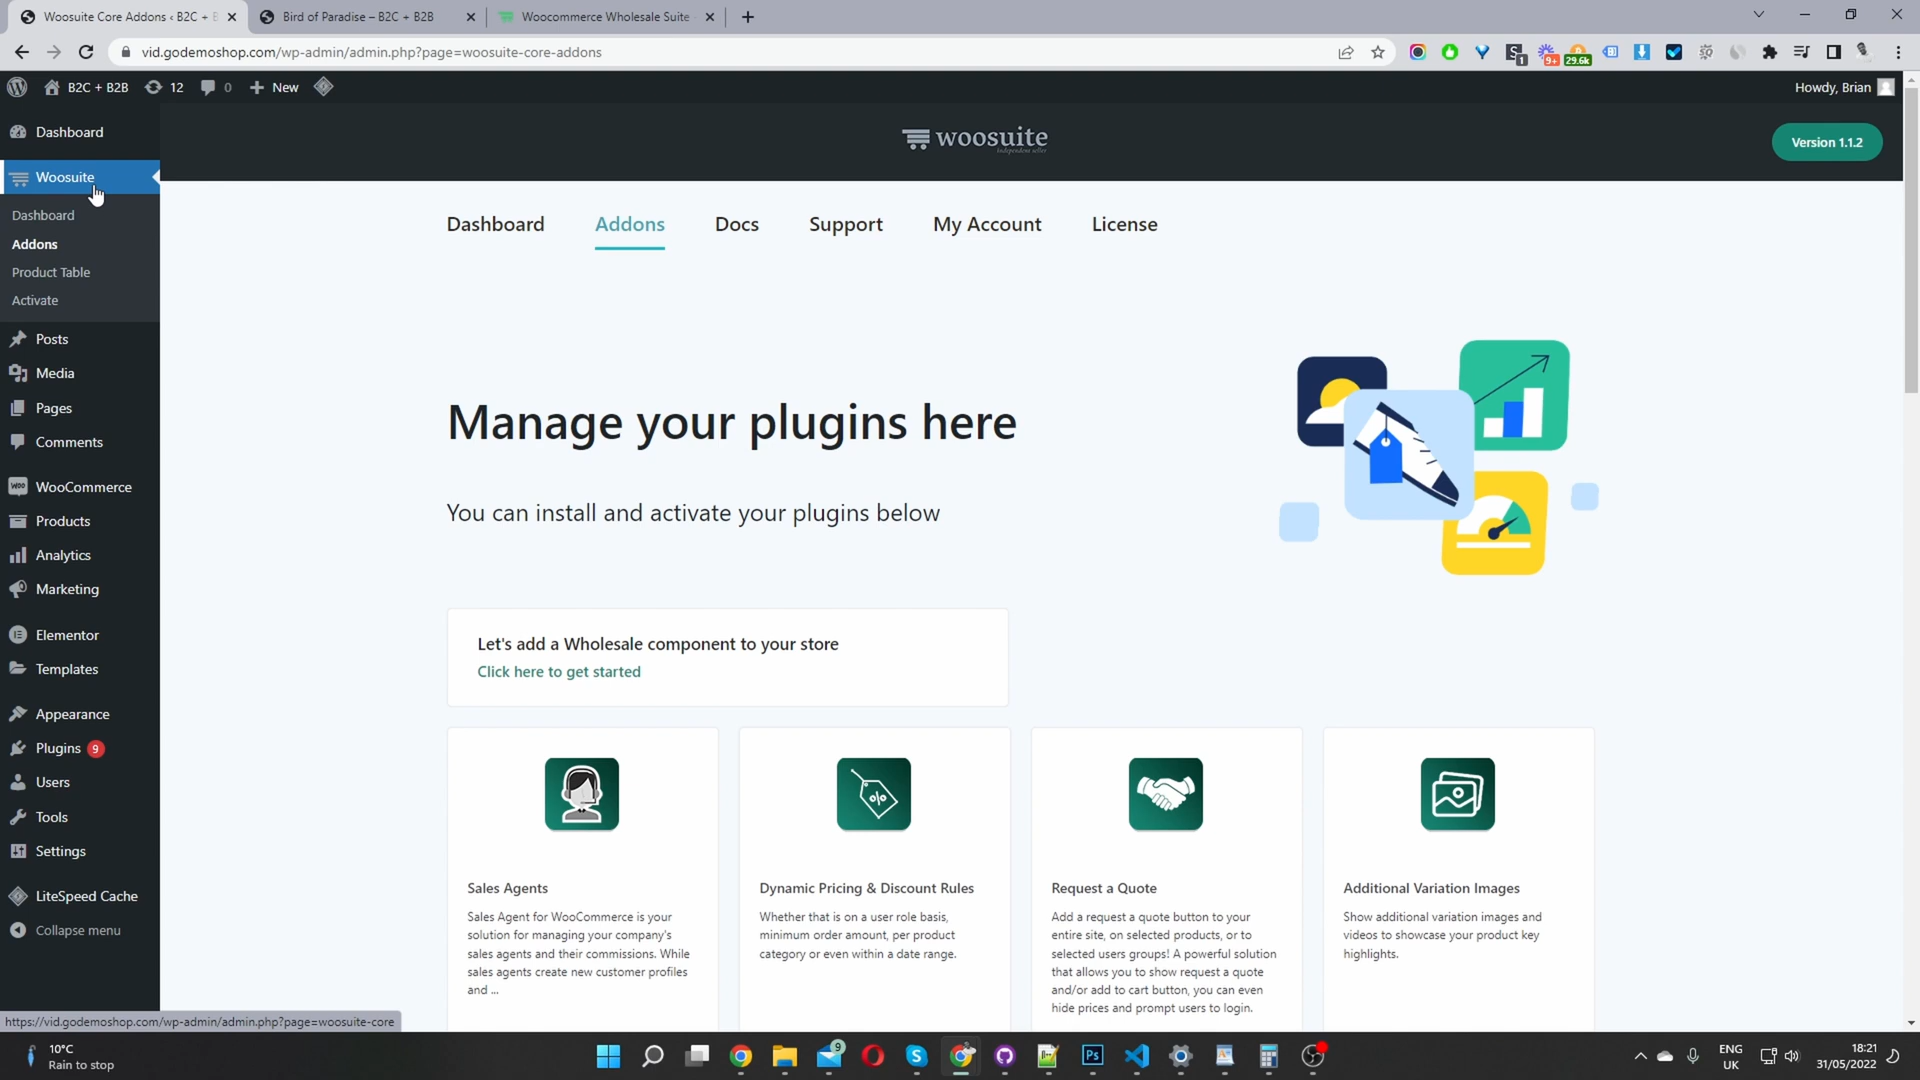 Woosuite Core Addons ‹ B2C + B
Bird of Paradise – B2C + B2B
Woocommerce Wholesale Suite
vid.godemoshop.com/wp-admin/admin.php?page=woosuite-core-addons
9+
29.6k
1
B2C + B2B
12
0
New
Howdy, Brian
woosuite
independent seller
Version 1.1.2
Dashboard
Woosuite
Dashboard
Addons
Product Table
Activate
Posts
Media
Pages
Comments
WOO
WooCommerce
Products
Analytics
Marketing
Elementor
Templates
Appearance
Plugins 9
Users
Tools
Settings
LiteSpeed Cache
Collapse menu
Dashboard
Addons
Docs
Support
My Account
License
Manage your plugins here
You can install and activate your plugins below
Let's add a Wholesale component to your store
Click here to get started
Sales Agents
Sales Agent for WooCommerce is your
solution for managing your company's
sales agents and their commissions. While
sales agents create new customer profiles
and ...
%
Dynamic Pricing & Discount Rules
Whether that is on a user role basis,
minimum order amount, per product
category or even within a date range.
Request a Quote
Add a request a quote button to your
entire site, on selected products, or to
selected users groups! A powerful solution
that allows you to show request a quote
and/or add to cart button, you can even
hide prices and prompt users to login.
Additional Variation Images
Show additional variation images and
videos to showcase your product key
highlights.
https://vid.godemoshop.com/wp-admin/admin.php?page=woosuite-core
10°C
Rain to stop
9
Ps
ENG
UK
18:21
31/05/2022